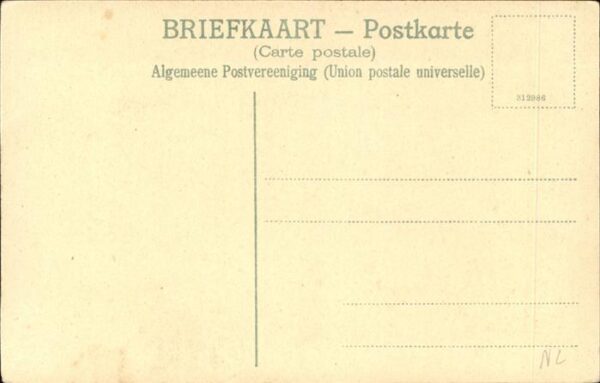 BRIEFKAART — Postkarte
(Carte postale)
Algemeene Postvereeniging (Union postale universelle)
312986
NL